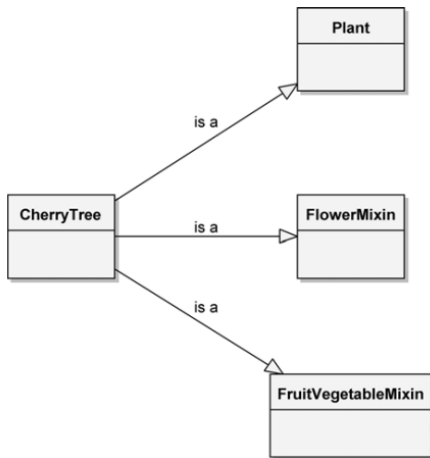 Plant
is a
CherryTree
is a
FlowerMixin
is a
FruitVegetableMixin